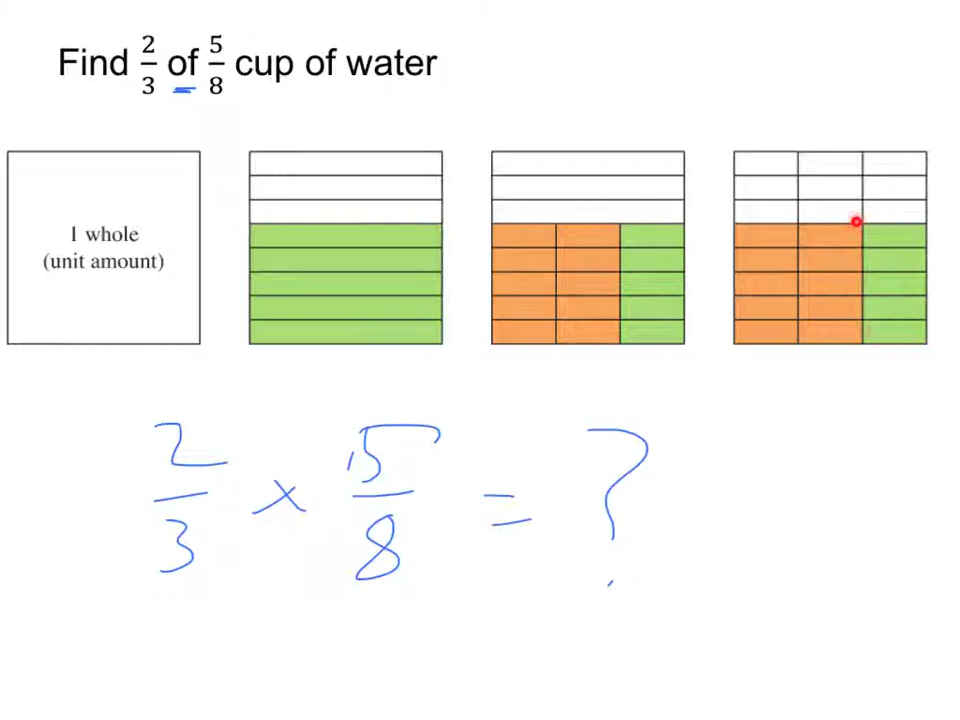 Find 2/3 of 5/8 cup of water
1 whole
(unit amount)
2/3 × 5/8 = ?